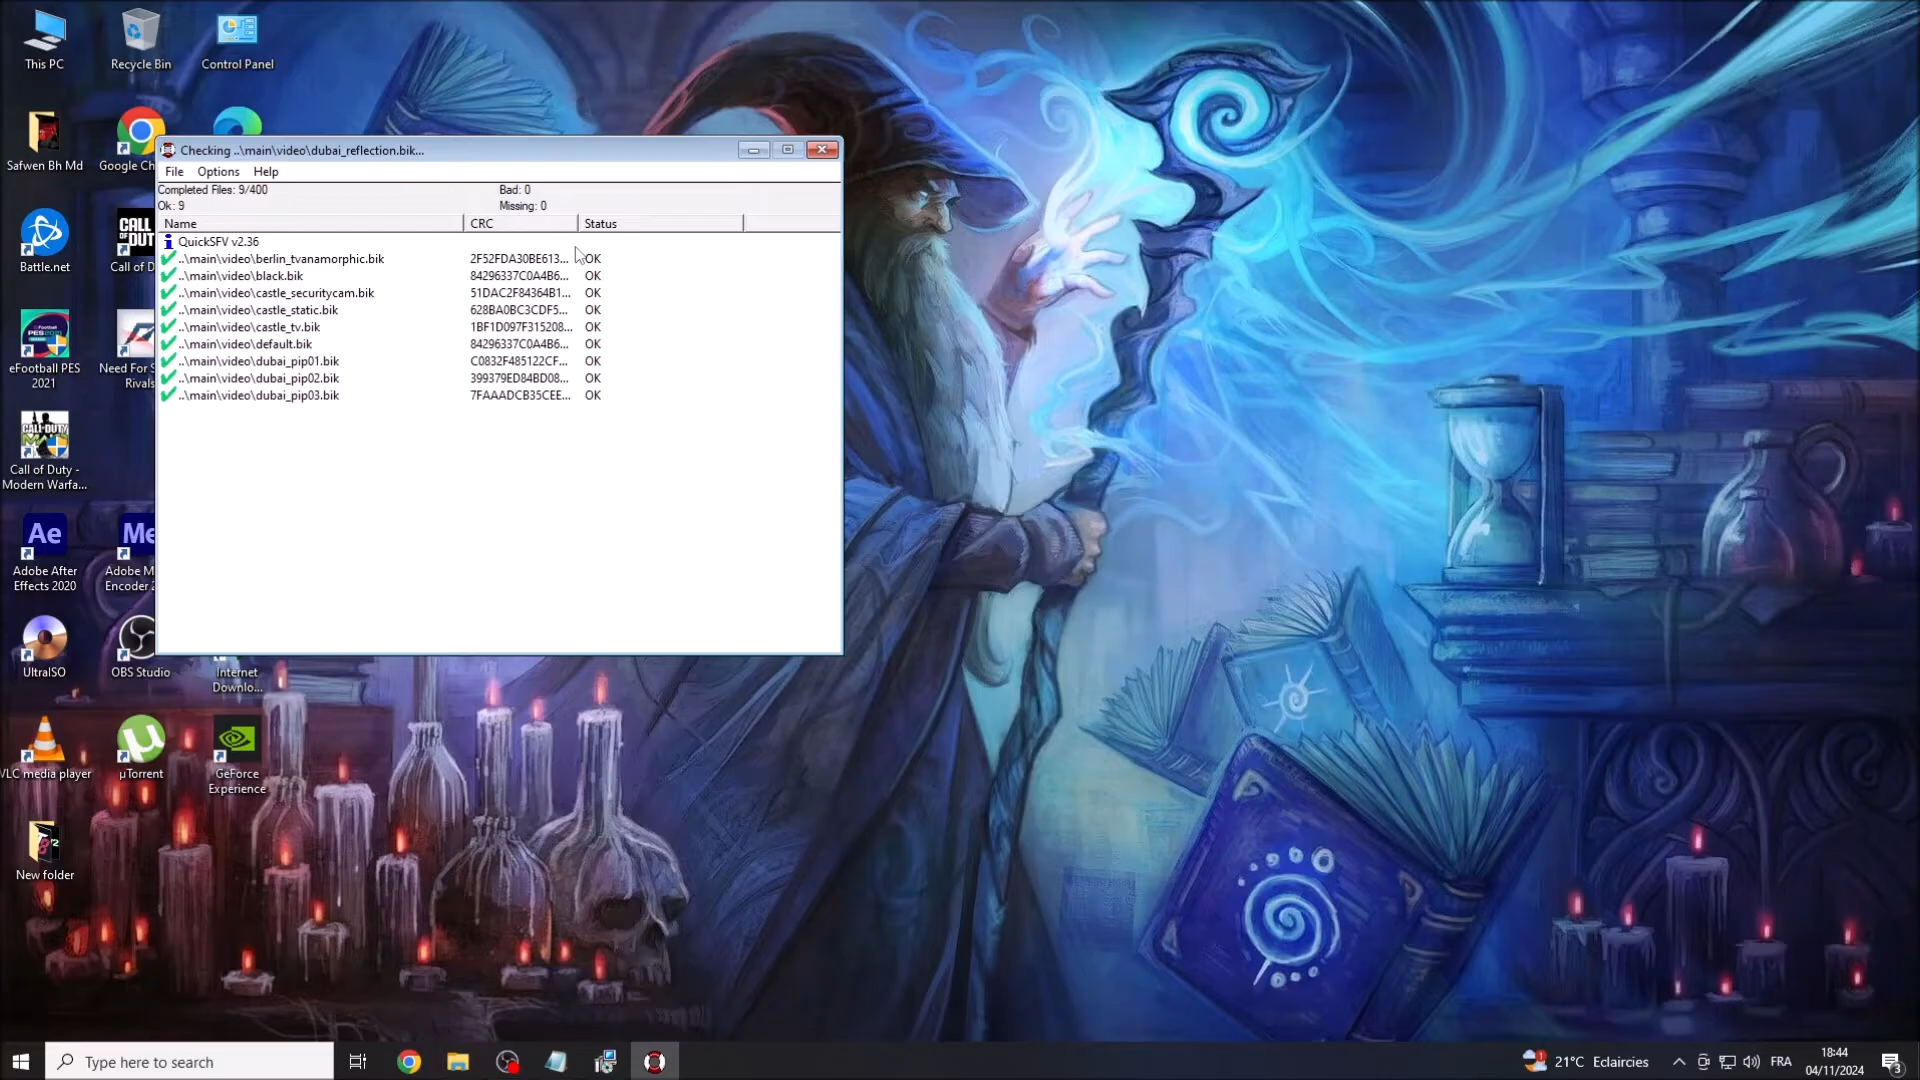 This PC
Recycle Bin
Control Panel
Safwen Bh Md
Google Ch
Battle.net
CALL OF DUTY
Call of D
eFootball PES
2021
Need For S
Rivals
CALL·DUTY
Call of Duty -
Modern Warfa...
Ae
Adobe After
Effects 2020
Me
Adobe M
Encoder 2
UltraISO
OBS Studio
Internet
Downlo...
VLC media player
µTorrent
GeForce
Experience
New folder
Checking ..\main\video\dubai_reflection.bik...
File Options Help
Completed Files: 9/400 Bad: 0
Ok: 9 Missing: 0
Name CRC Status
QuickSFV v2.36
..\main\video\berlin_tvanamorphic.bik 2F52FDA30BE613... OK
..\main\video\black.bik 84296337C0A4B6... OK
..\main\video\castle_securitycam.bik 51DAC2F84364B1... OK
..\main\video\castle_static.bik 628BA0BC3CDF5... OK
..\main\video\castle_tv.bik 1BF1D097F315208... OK
..\main\video\default.bik 84296337C0A4B6... OK
..\main\video\dubai_pip01.bik C0832F485122CF... OK
..\main\video\dubai_pip02.bik 399379ED84BD08... OK
..\main\video\dubai_pip03.bik 7FAAADCB35CEE... OK
Type here to search
21°C Eclaircies
FRA
18:44
04/11/2024
3